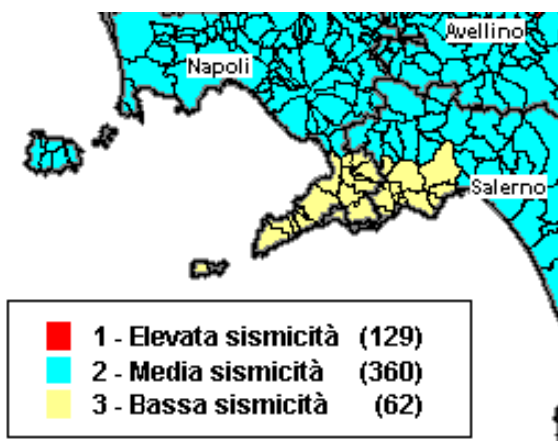 Avellino
Napoli
Salerno
1 - Elevata sismicità (129)
2 - Media sismicità (360)
3 - Bassa sismicità (62)